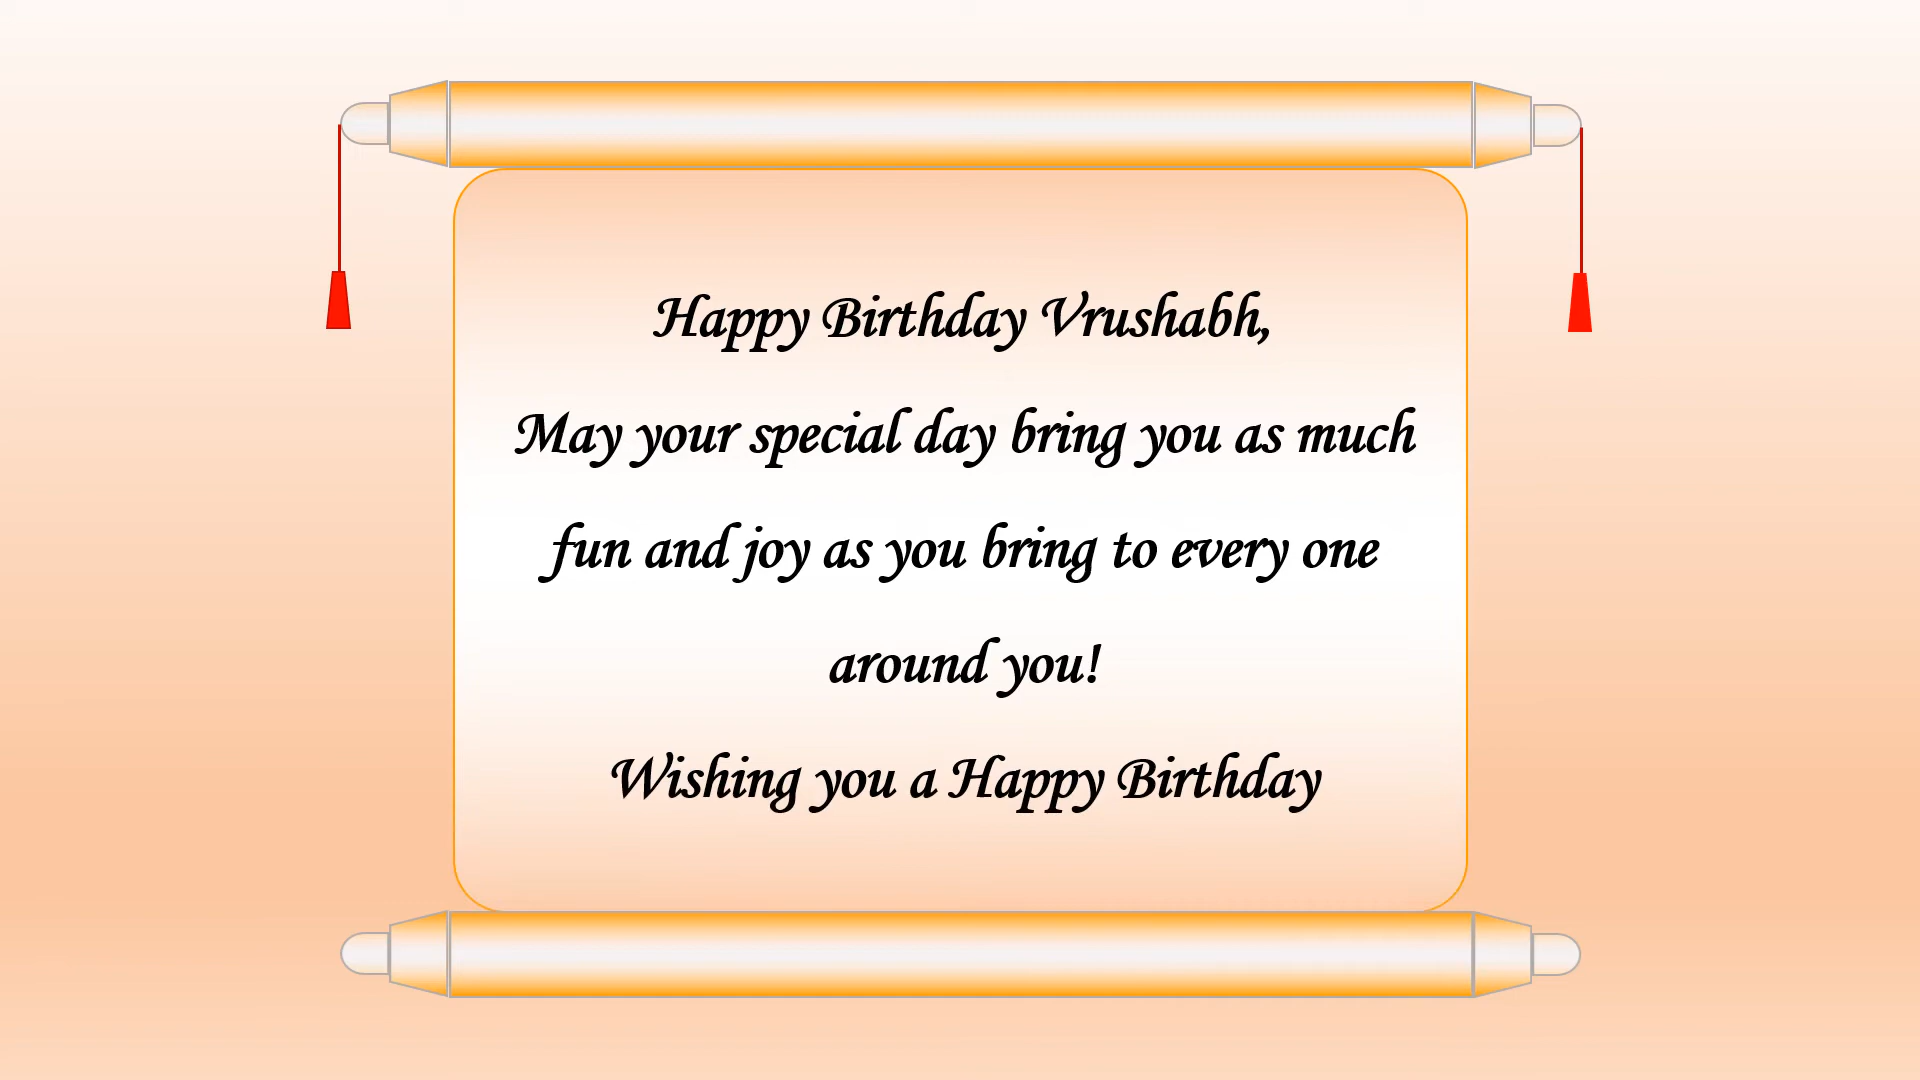 Happy Birthday Vrushabh,
May your special day bring you as much
fun and joy as you bring to every one
around you!
Wishing you a Happy Birthday